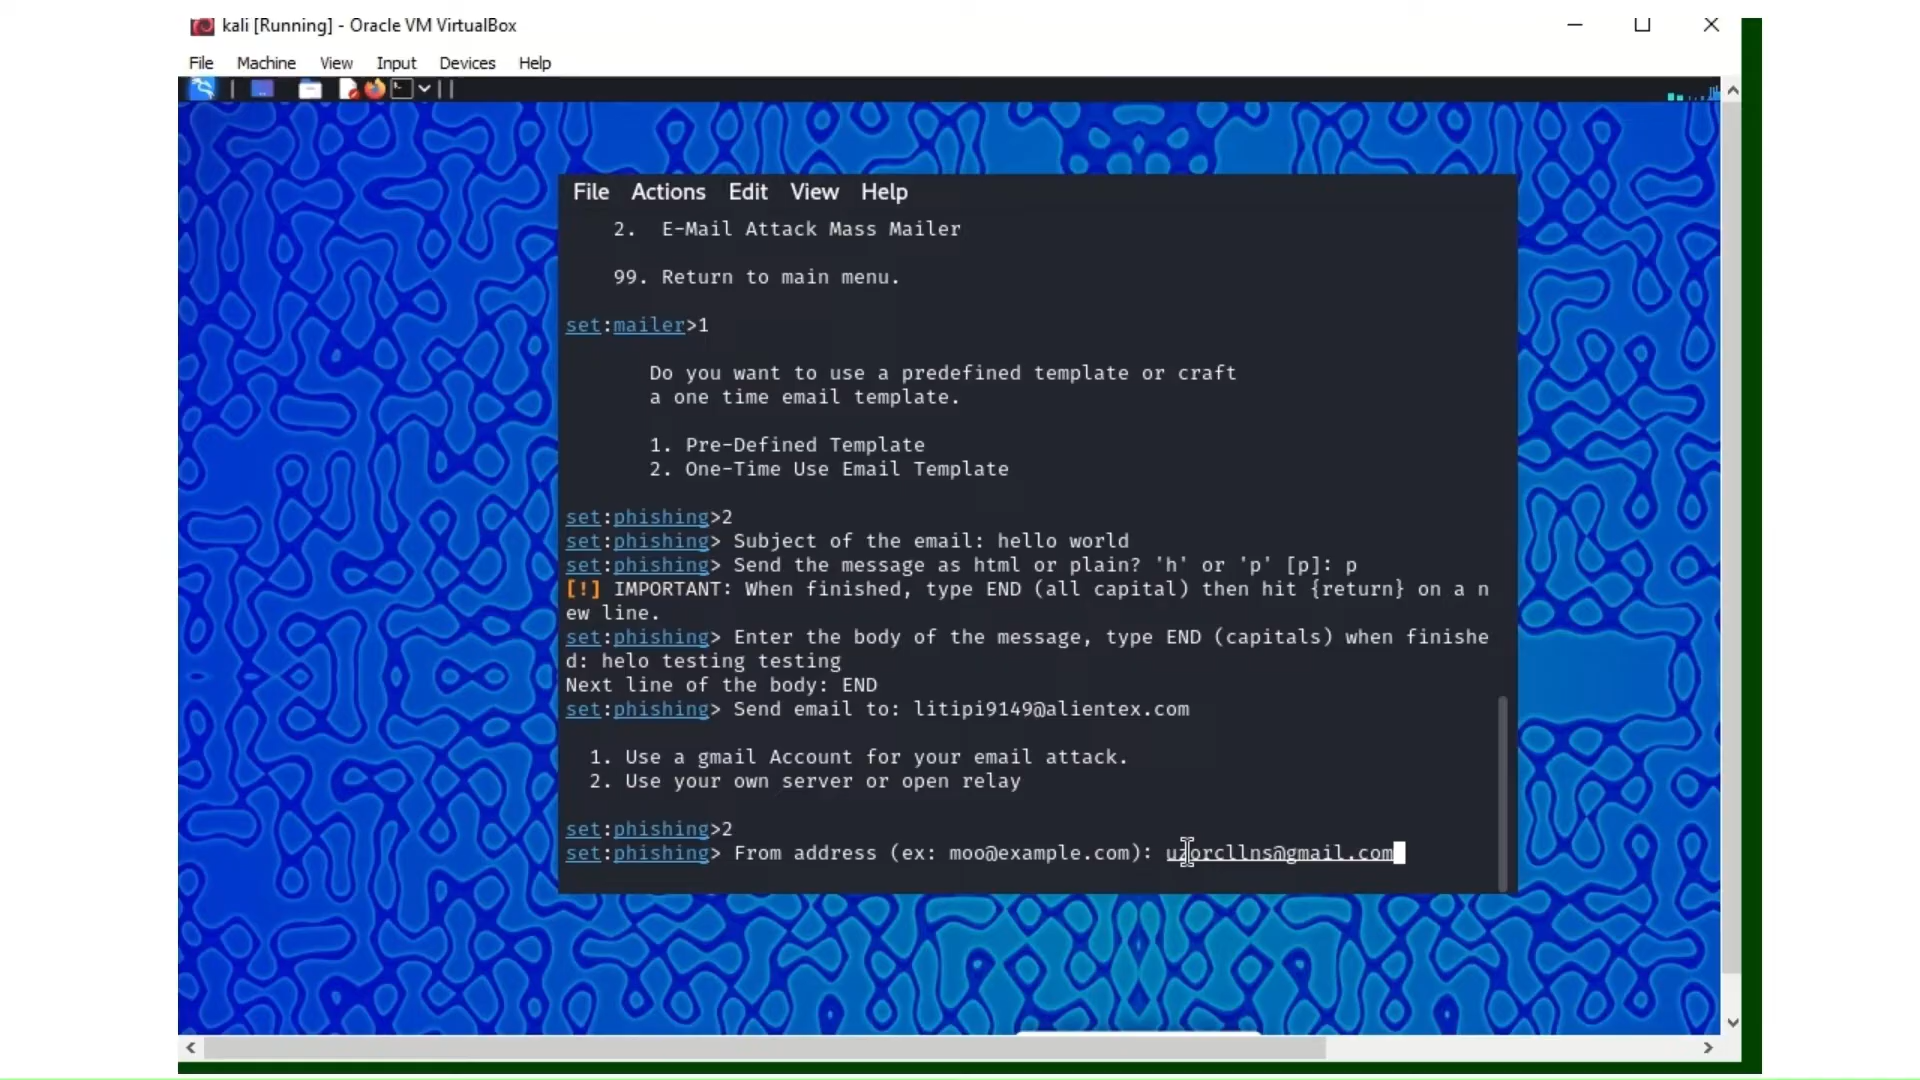 kali [Running] - Oracle VM VirtualBox
File Machine View Input Devices Help
File Actions Edit View Help
2. E-Mail Attack Mass Mailer
99. Return to main menu.
set:mailer>1
Do you want to use a predefined template or craft
a one time email template.
1. Pre-Defined Template
2. One-Time Use Email Template
set:phishing>2
set:phishing> Subject of the email: hello world
set:phishing> Send the message as html or plain? 'h' or 'p' [p]: p
[!] IMPORTANT: When finished, type END (all capital) then hit {return} on a n
ew line.
set:phishing> Enter the body of the message, type END (capitals) when finishe
d: helo testing testing
Next line of the body: END
set:phishing> Send email to: litipi9149@alientex.com
1. Use a gmail Account for your email attack.
2. Use your own server or open relay
set:phishing>2
set:phishing> From address (ex: moo@example.com): uzorcllns@gmail.com